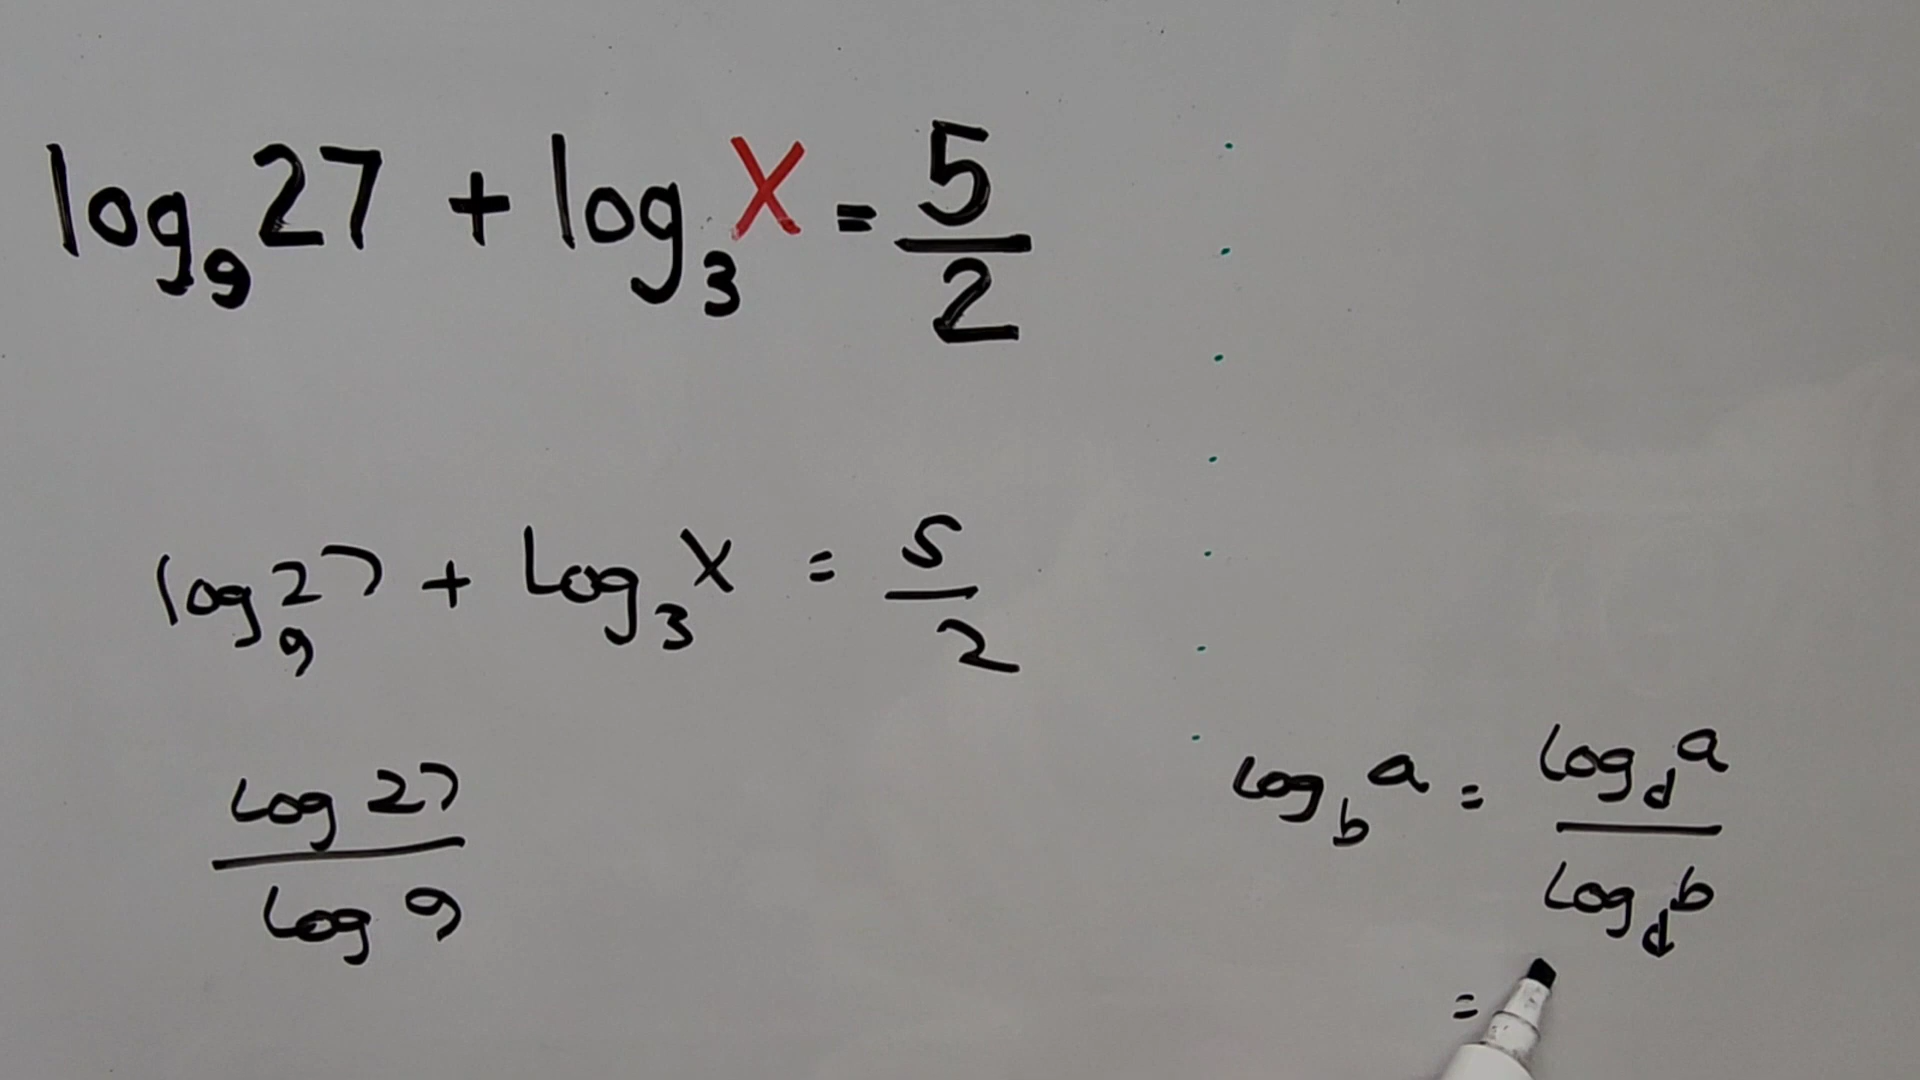 log₉27 + log₃X = 5/2
log₉27 + log₃X = 5/2
log 27 / log 9
log_b a = log_d a / log_d b
=